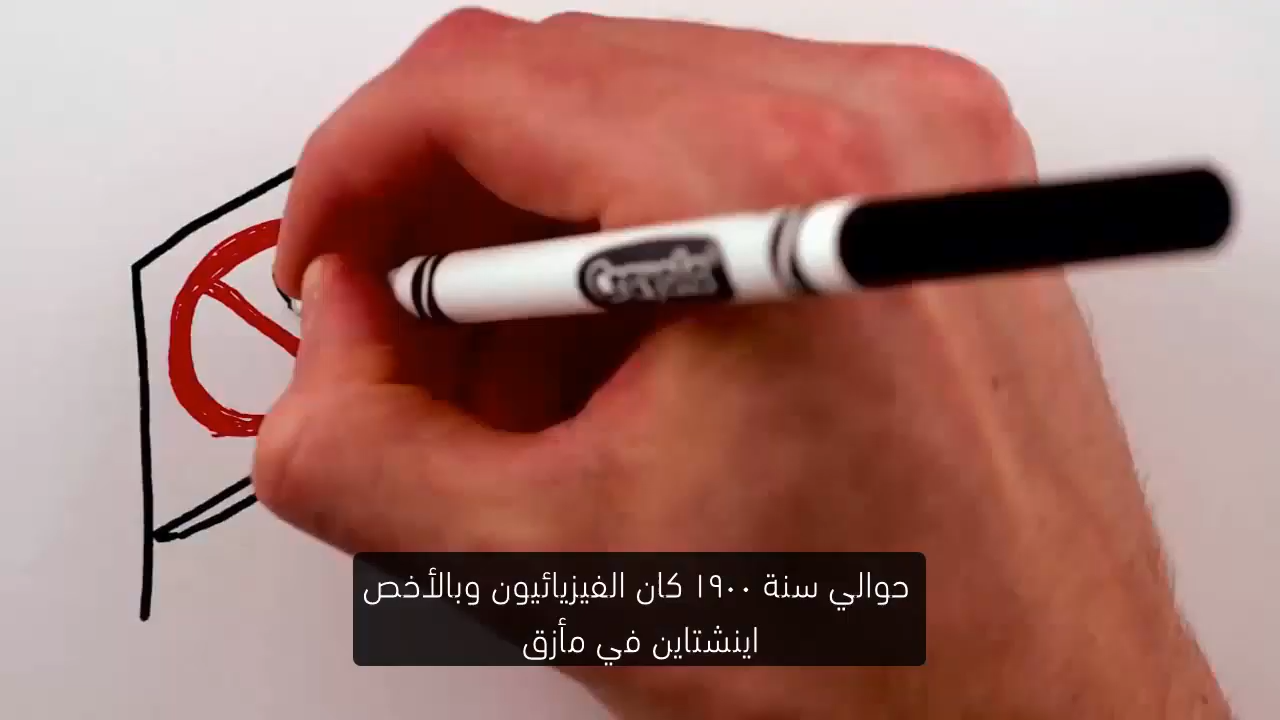 حوالي سنة ١٩٠٠ كان الفيزيائيون وبالأخص
اينشتاين في مأزق